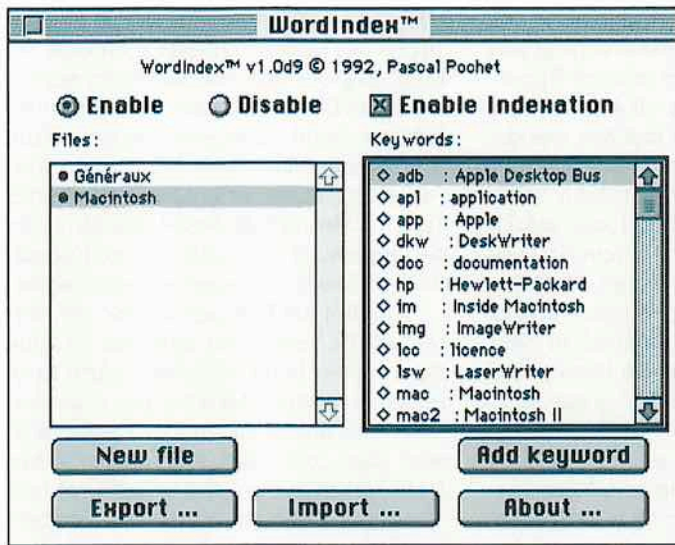 WordIndex™
WordIndex™ v1.0d9 © 1992, Pascal Pochet
Enable Disable Enable Indexation
Files: Keywords:
Généraux
Macintosh
adb : Apple Desktop Bus
apl : application
app : Apple
dkw : DeskWriter
doc : documentation
hp : Hewlett-Packard
im : Inside Macintosh
img : ImageWriter
lcc : licence
lsw : LaserWriter
mac : Macintosh
mac2 : Macintosh II
New file Add keyword
Export ... Import ... About ...